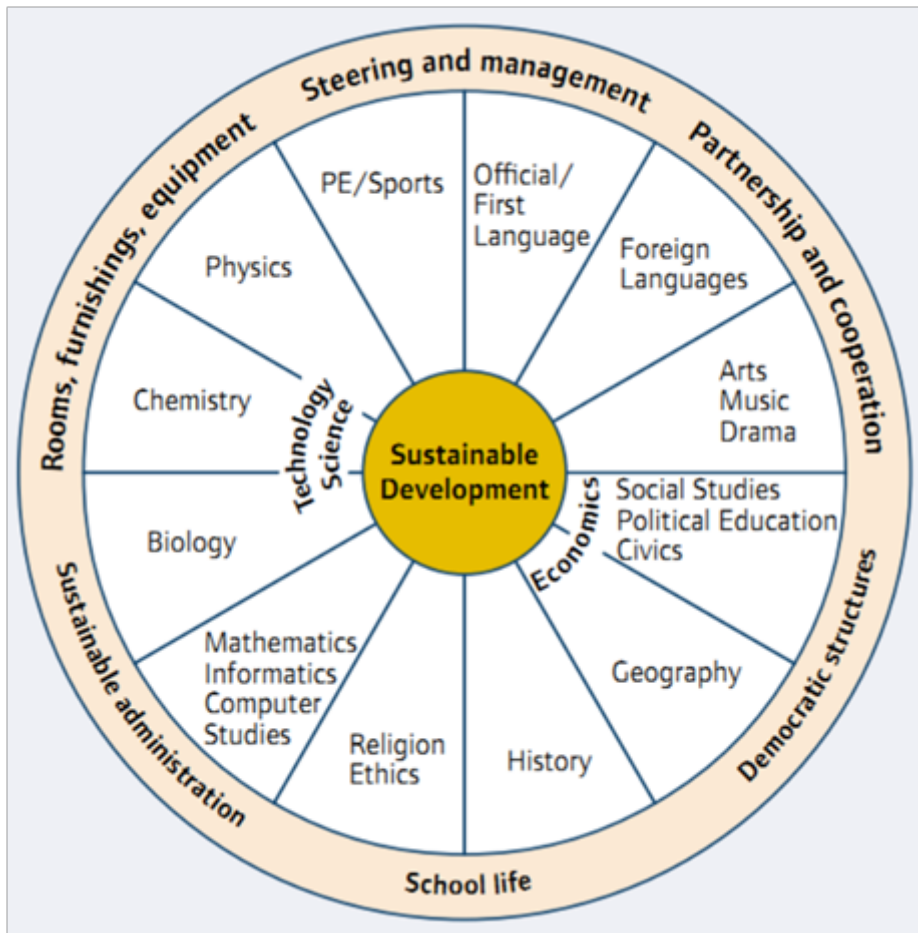 Steering and management
Partnership and cooperation
Democratic structures
School life
Sustainable administration
Rooms, furnishings, equipment
PE/Sports
Official/
First
Language
Foreign
Languages
Arts
Music
Drama
Social Studies
Political Education
Civics
Economics
Geography
History
Religion
Ethics
Mathematics
Informatics
Computer
Studies
Biology
Chemistry
Physics
Technology
Science
Sustainable
Development